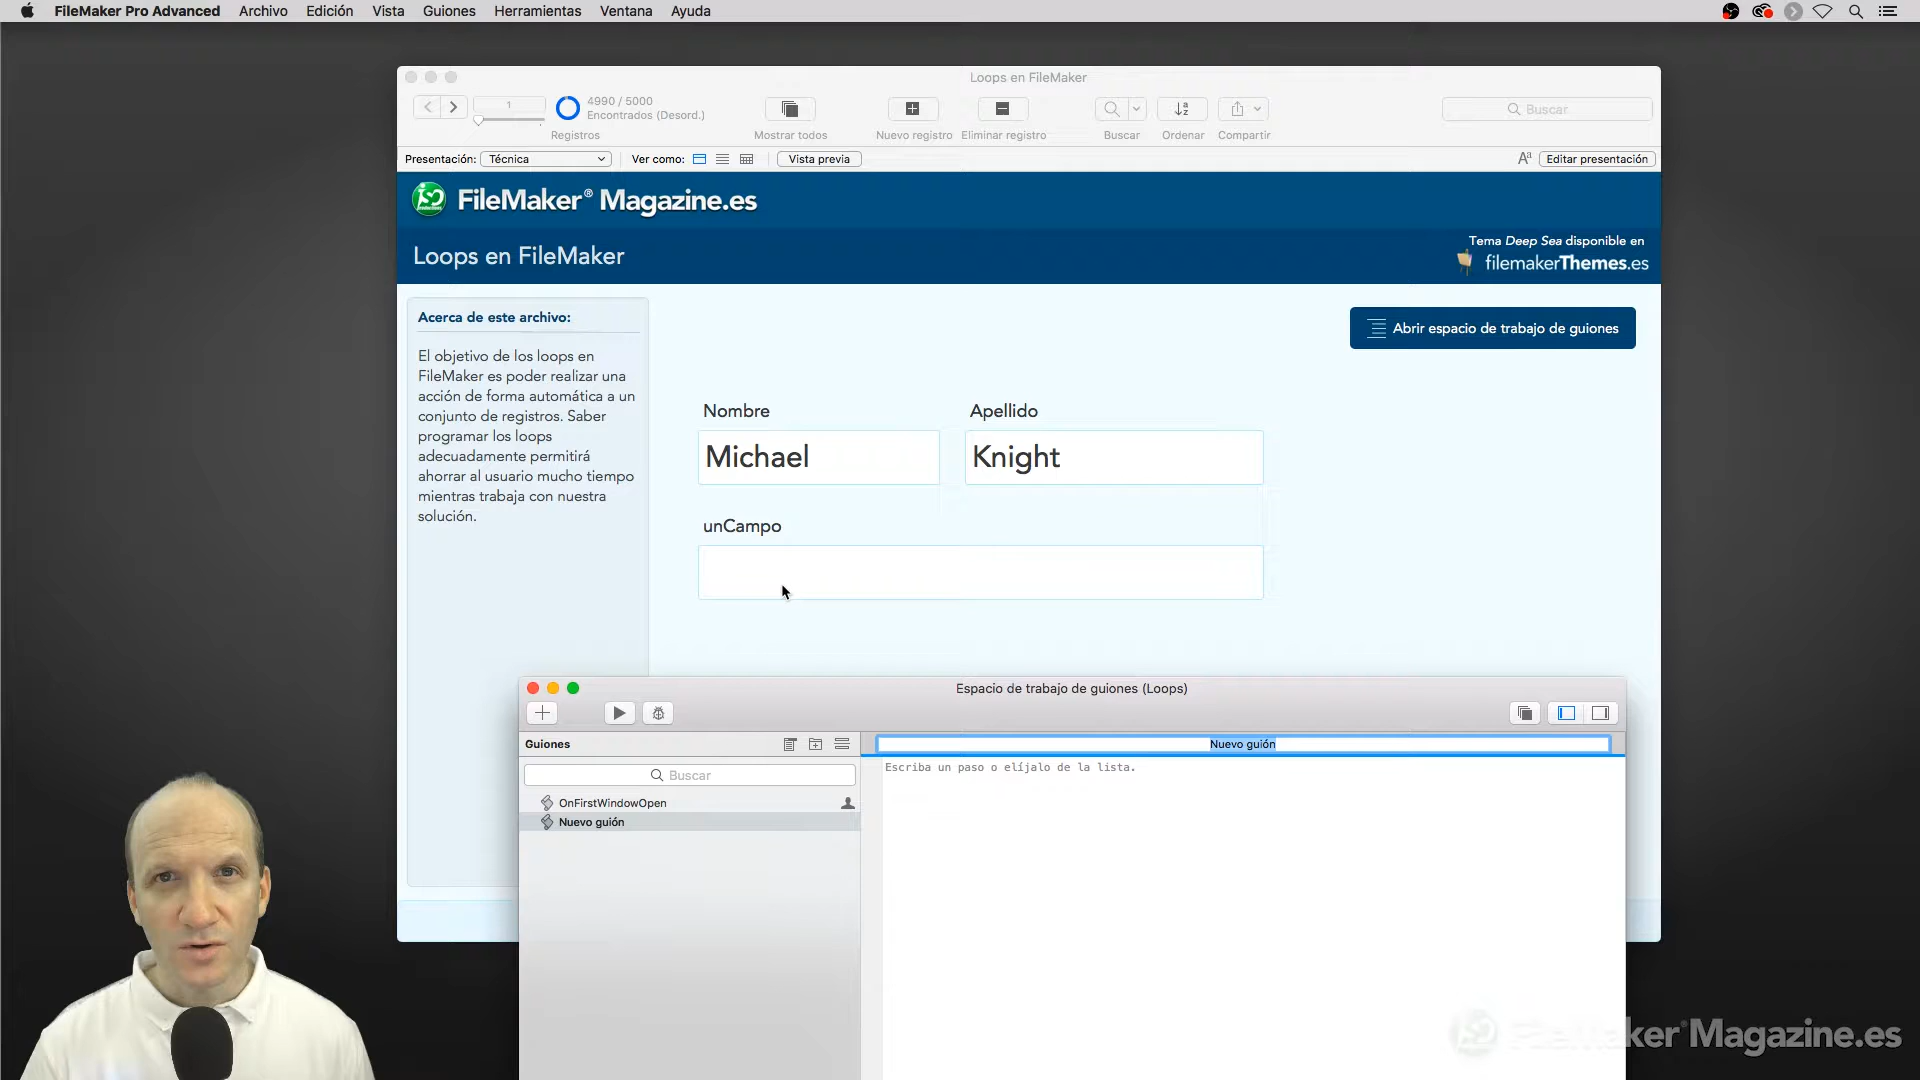 FileMaker Pro Advanced Archivo Edición Vista Guiones Herramientas Ventana Ayuda
Loops en FileMaker
1
4990 / 5000
Encontrados (Desord.)
Registros
Mostrar todos
Nuevo registro
Eliminar registro
Buscar
Ordenar
Compartir
Buscar
Presentación: Técnica
Ver como:
Vista previa
Aa
Editar presentación
FileMaker® Magazine.es
Loops en FileMaker
Tema Deep Sea disponible en
filemakerThemes.es
Acerca de este archivo:
El objetivo de los loops en
FileMaker es poder realizar una
acción de forma automática a un
conjunto de registros. Saber
programar los loops
adecuadamente permitirá
ahorrar al usuario mucho tiempo
mientras trabaja con nuestra
solución.
Abrir espacio de trabajo de guiones
Nombre
Apellido
Michael
Knight
unCampo
Espacio de trabajo de guiones (Loops)
Guiones
Nuevo guión
Buscar
Escriba un paso o elíjalo de la lista.
OnFirstWindowOpen
Nuevo guión
FileMaker® Magazine.es